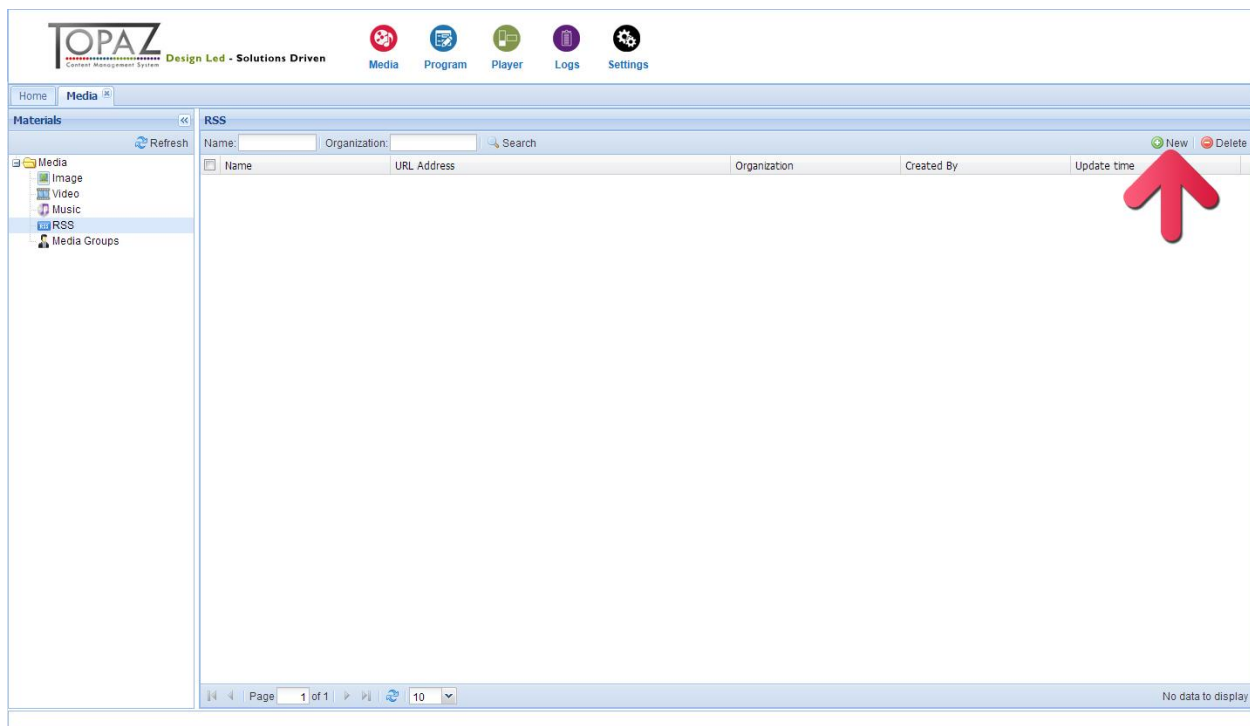 TOPAZ
Content Management System
Design Led - Solutions Driven
Media Program Player Logs Settings
Home Media
Materials
Refresh
Media
Image
Video
RSS Music
RSS
Media Groups
RSS
Name: Organization: Search New Delete
Name URL Address Organization Created By Update time
Page 1 of 1 10 No data to display